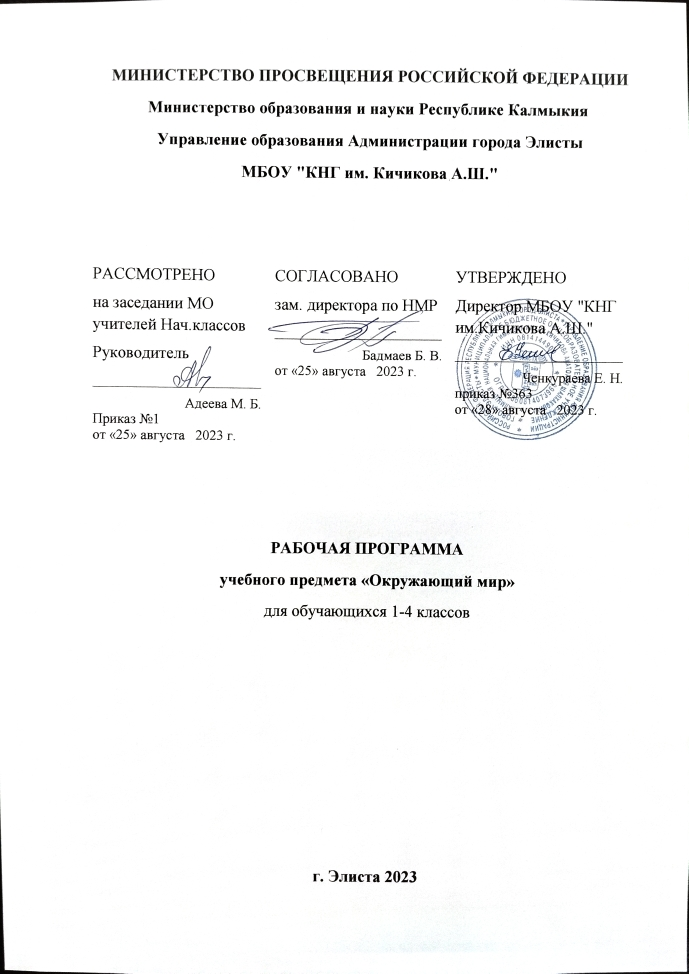 МИНИСТЕРСТВО ПРОСВЕЩЕНИЯ РОССИЙСКОЙ ФЕДЕРАЦИИ
Министерство образования и науки Республике Калмыкия
Управление образования Администрации города Элисты
МБОУ "КНГ им. Кичикова А.Ш."
РАССМОТРЕНО
на заседании МО
учителей Нач.классов
Руководитель
Адеева М. Б.
Приказ №1
от «25» августа 2023 г.
СОГЛАСОВАНО
зам. директора по НМР
Бадмаев Б. В.
от «25» августа 2023 г.
УТВЕРЖДЕНО
Директор МБОУ "КНГ
им.Кичикова А.Ш."
Ченкураева Е. Н.
приказ №363
от «28» августа 2023 г.
РАБОЧАЯ ПРОГРАММА
учебного предмета «Окружающий мир»
для обучающихся 1-4 классов
г. Элиста 2023